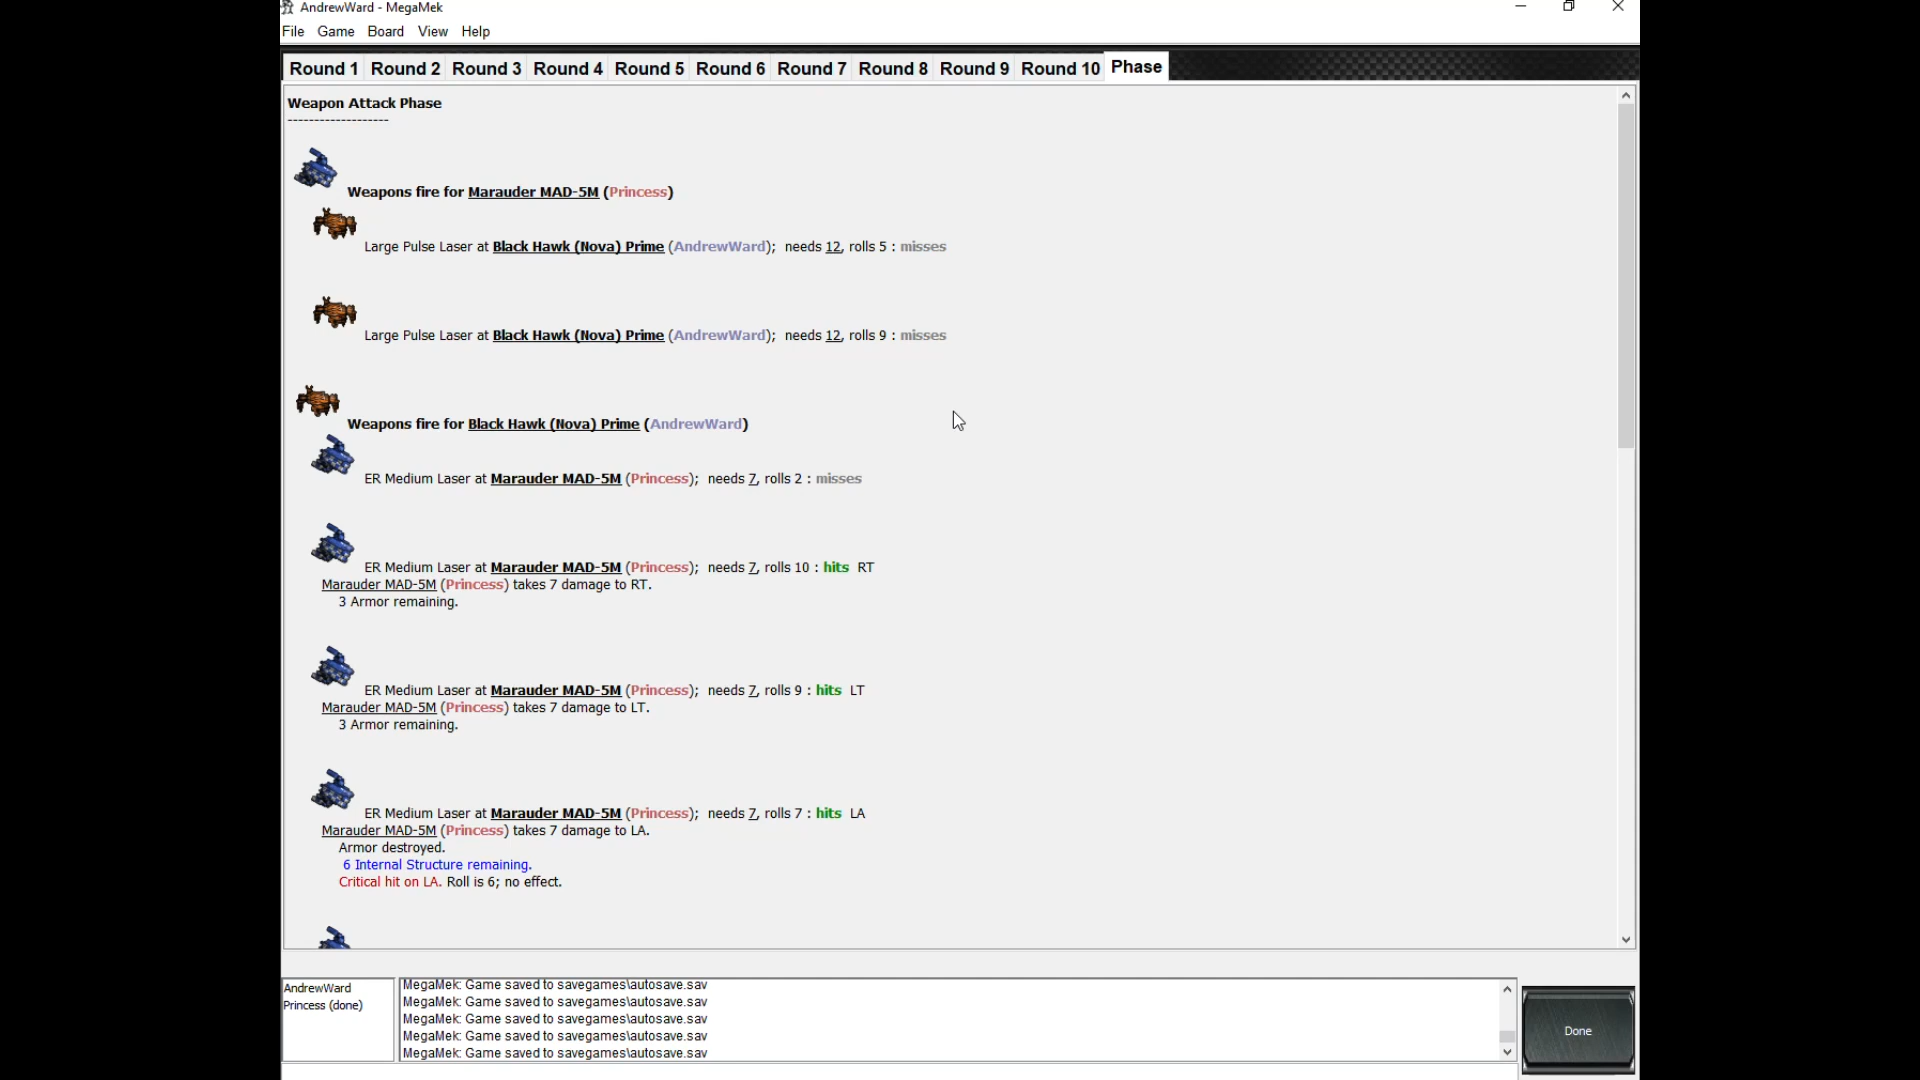 AndrewWard - MegaMek
File Game Board View Help
Round 1 Round 2 Round 3 Round 4 Round 5 Round 6 Round 7 Round 8 Round 9 Round 10 Phase
Weapon Attack Phase
-------------------
Weapons fire for Marauder MAD-5M (Princess)
Large Pulse Laser at Black Hawk (Nova) Prime (AndrewWard); needs 12, rolls 5 : misses
Large Pulse Laser at Black Hawk (Nova) Prime (AndrewWard); needs 12, rolls 9 : misses
Weapons fire for Black Hawk (Nova) Prime (AndrewWard)
ER Medium Laser at Marauder MAD-5M (Princess); needs 7, rolls 2 : misses
ER Medium Laser at Marauder MAD-5M (Princess); needs 7, rolls 10 : hits RT
Marauder MAD-5M (Princess) takes 7 damage to RT.
3 Armor remaining.
ER Medium Laser at Marauder MAD-5M (Princess); needs 7, rolls 9 : hits LT
Marauder MAD-5M (Princess) takes 7 damage to LT.
3 Armor remaining.
ER Medium Laser at Marauder MAD-5M (Princess); needs 7, rolls 7 : hits LA
Marauder MAD-5M (Princess) takes 7 damage to LA.
Armor destroyed.
6 Internal Structure remaining.
Critical hit on LA. Roll is 6; no effect.
AndrewWard
Princess (done)
MegaMek: Game saved to savegames\autosave.sav
MegaMek: Game saved to savegames\autosave.sav
MegaMek: Game saved to savegames\autosave.sav
MegaMek: Game saved to savegames\autosave.sav
MegaMek: Game saved to savegames\autosave.sav
Done